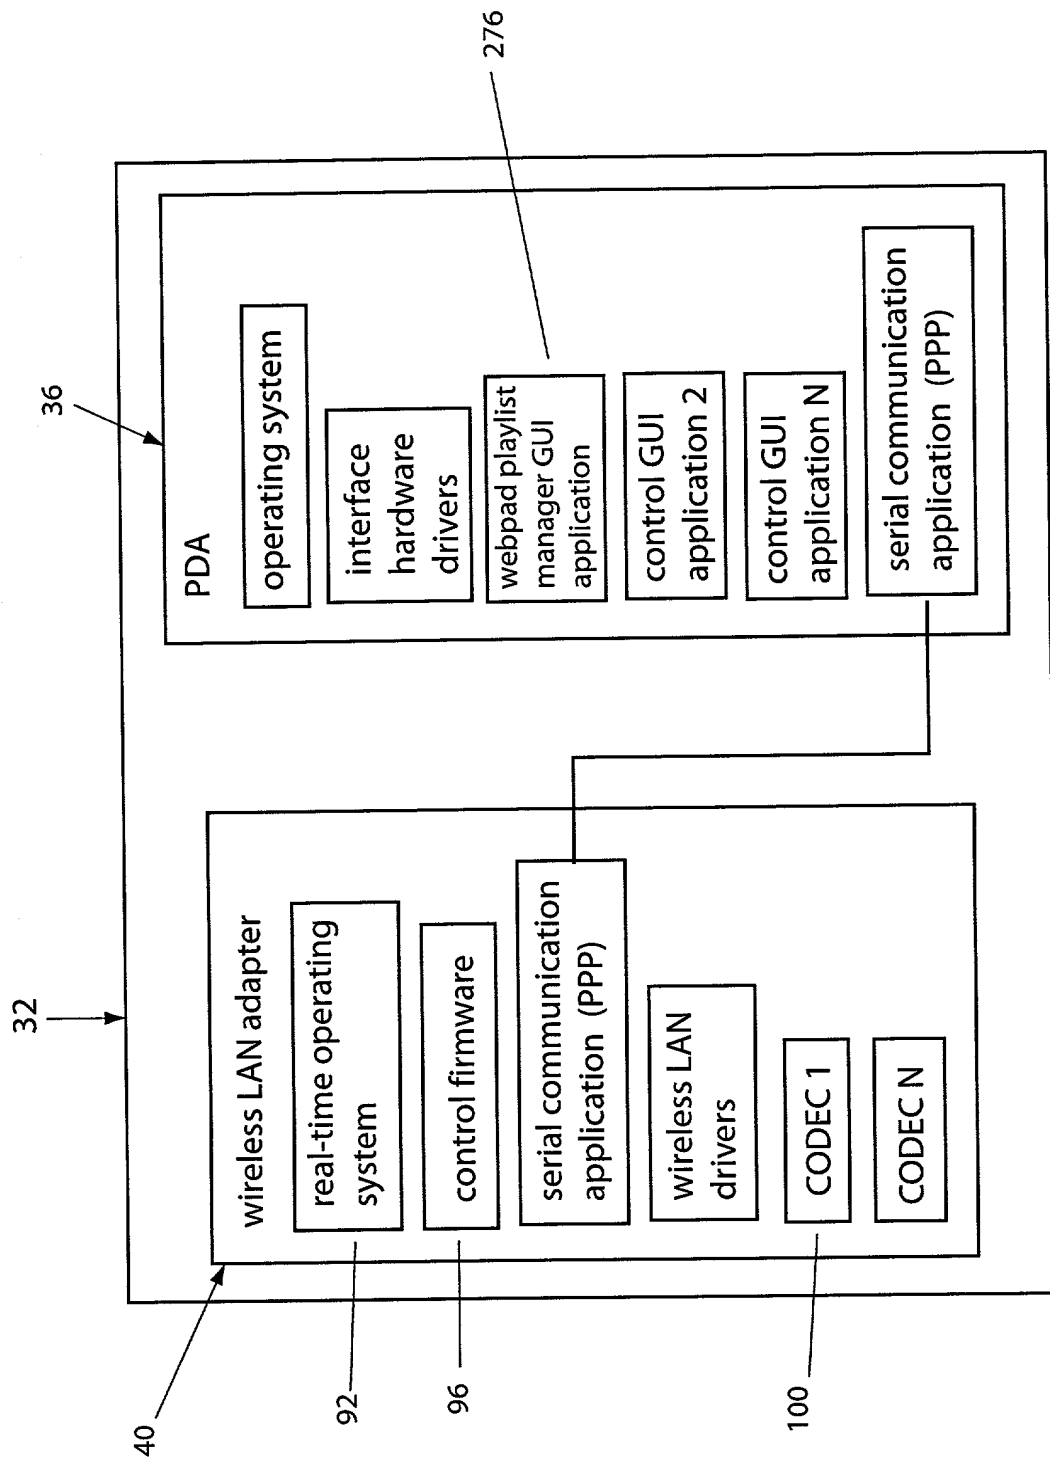 32
40
wireless LAN adapter
real-time operating
system
92
control firmware
96
serial communication
application (PPP)
wireless LAN
drivers
CODEC 1
100
CODEC N
36
PDA
operating system
interface
hardware
drivers
webpad playlist
manager GUI
application
276
control GUI
application 2
control GUI
application N
serial communication
application (PPP)